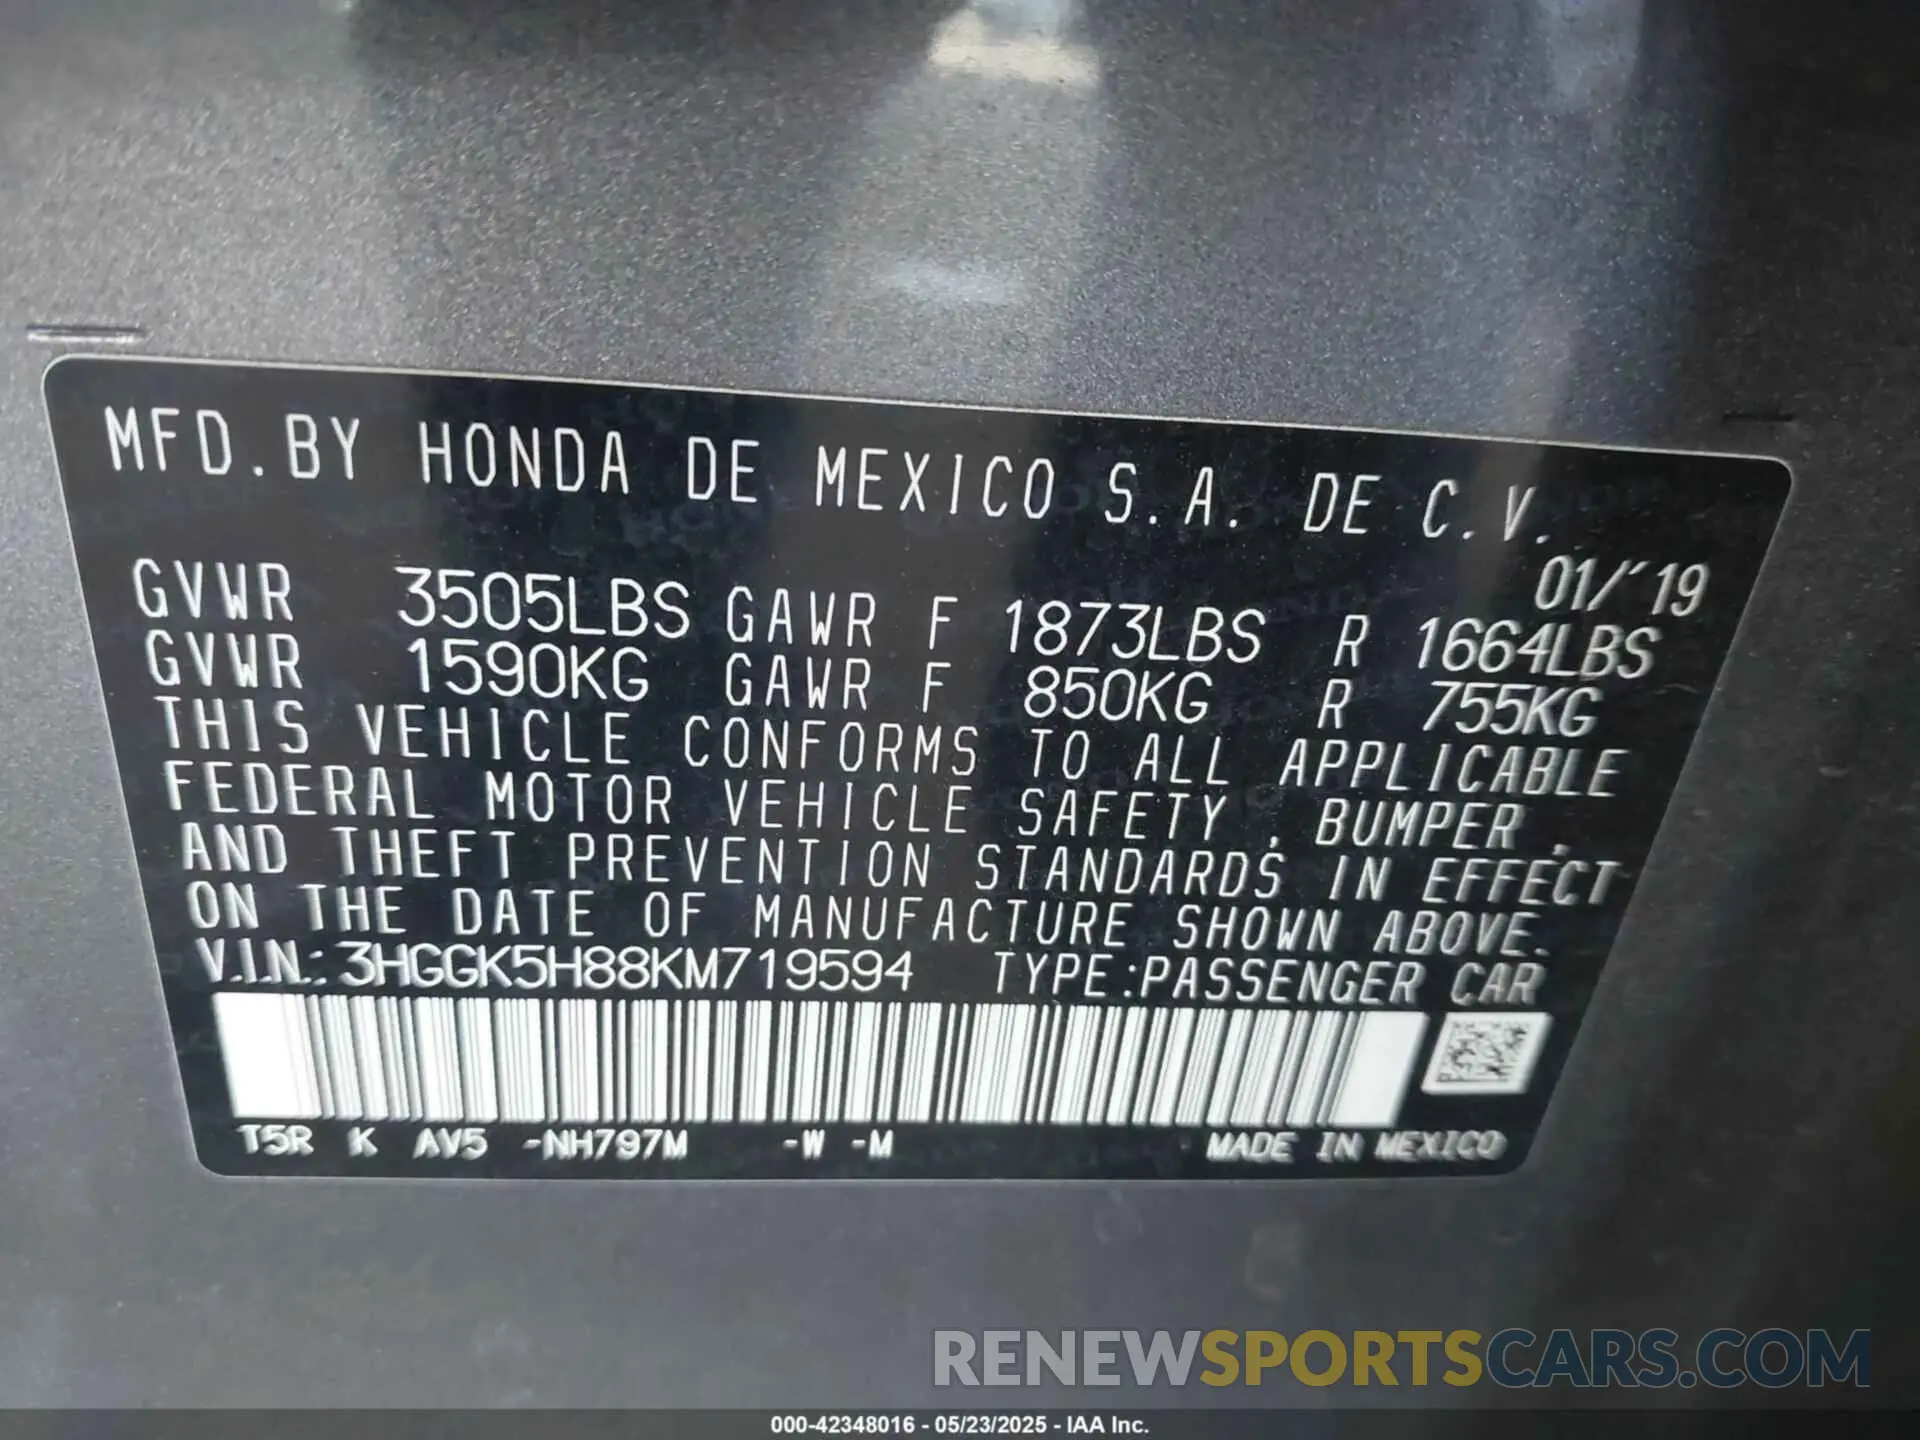 MFD.BY HONDA DE MEXICO S.A. DE C.V.
01/'19
GVWR 3505LBS GAWR F 1873LBS R 1664LBS
GVWR 1590KG GAWR F 850KG R 755KG
THIS VEHICLE CONFORMS TO ALL APPLICABLE
FEDERAL MOTOR VEHICLE SAFETY, BUMPER,
AND THEFT PREVENTION STANDARDS IN EFFECT
ON THE DATE OF MANUFACTURE SHOWN ABOVE.
V.I.N.: 3HGGK5H88KM719594 TYPE:PASSENGER CAR
T5R K AV5 -NH797M -W -M MADE IN MEXICO
RENEWSPORTSCARS.COM
000-42348016 - 05/23/2025 - IAA Inc.